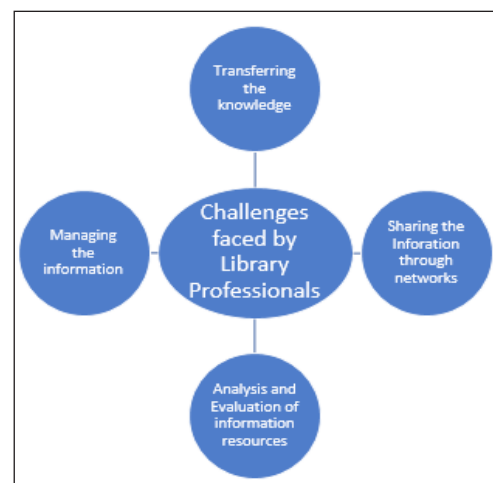 Transferring
the
knowledge
Managing
the
information
Challenges
faced by
Library
Professionals
Sharing the
Inforation
through
networks
Analysis and
Evaluation of
information
resources